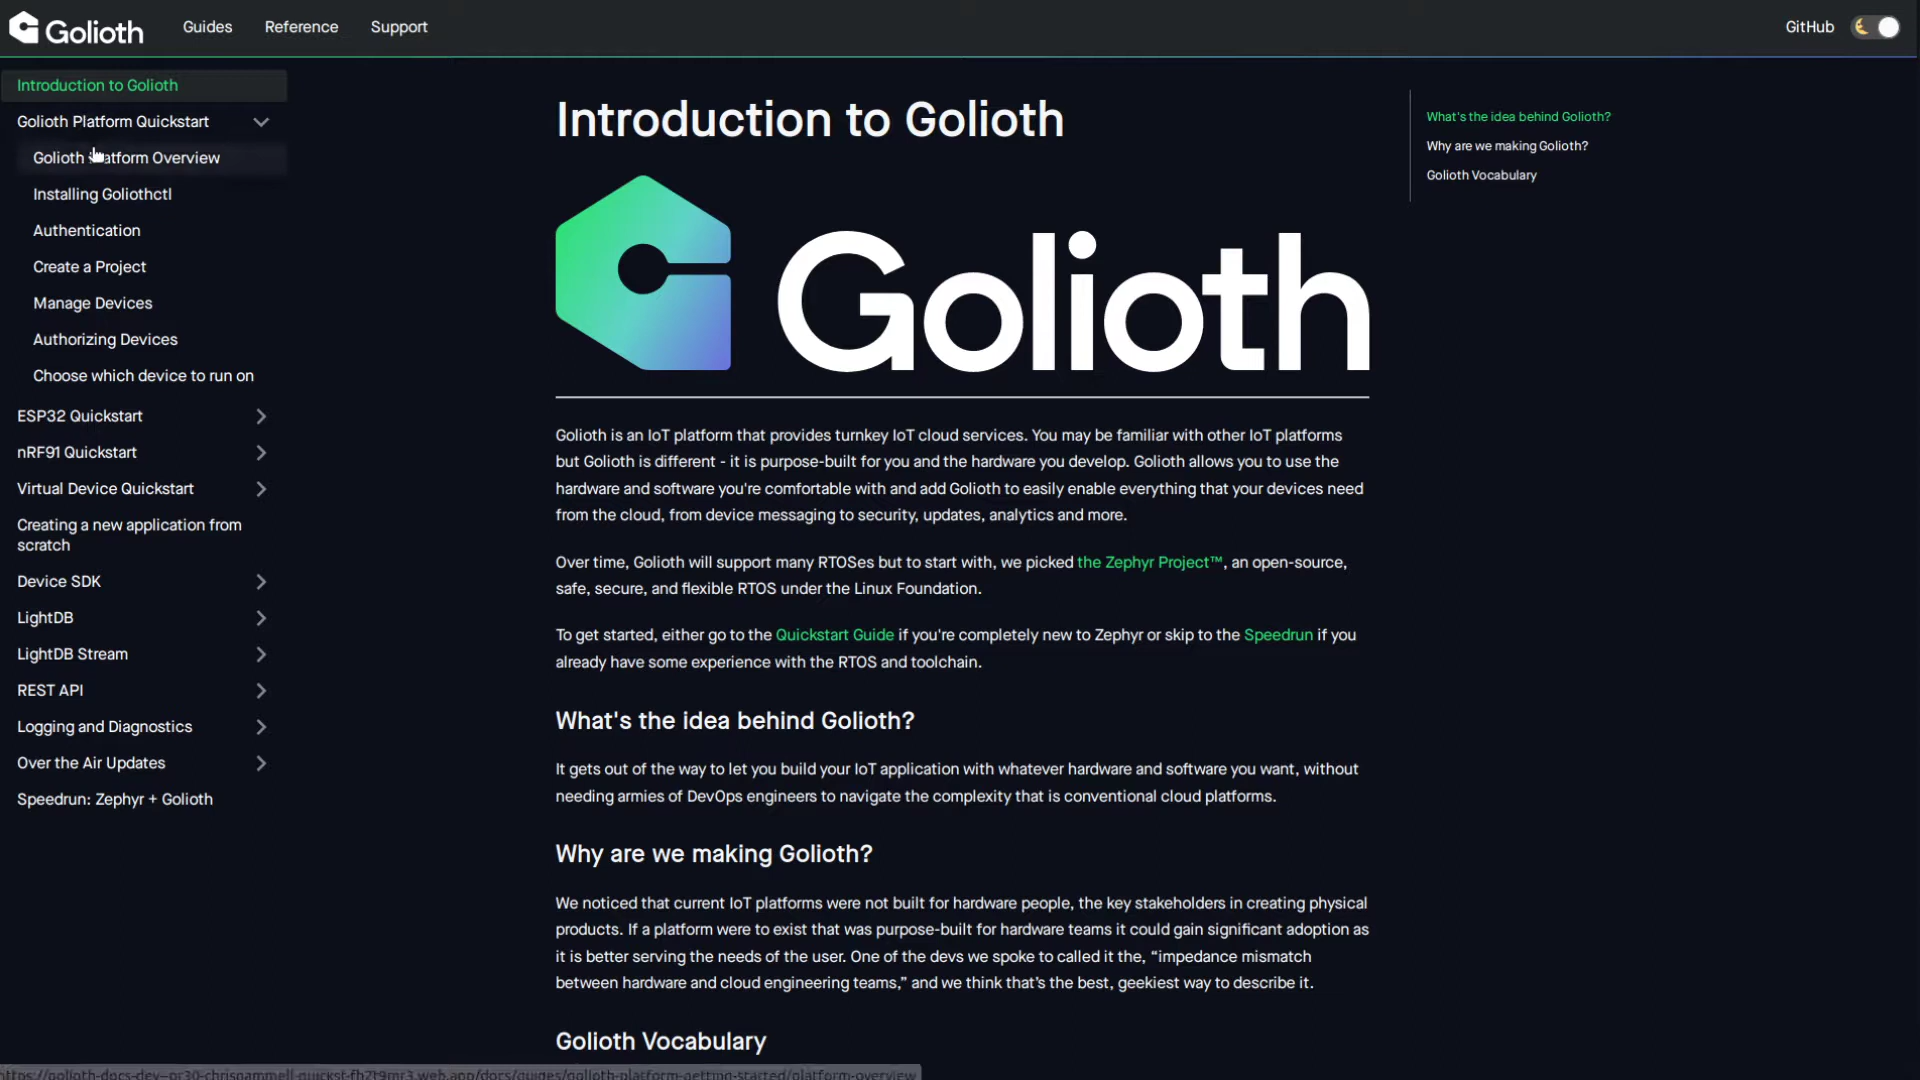 Golioth
Guides
Reference
Support
GitHub
Introduction to Golioth
Golioth Platform Quickstart
Golioth Platform Overview
Installing Goliothctl
Authentication
Create a Project
Manage Devices
Authorizing Devices
Choose which device to run on
ESP32 Quickstart
nRF91 Quickstart
Virtual Device Quickstart
Creating a new application from
scratch
Device SDK
LightDB
LightDB Stream
REST API
Logging and Diagnostics
Over the Air Updates
Speedrun: Zephyr + Golioth
Introduction to Golioth
Golioth
Golioth is an IoT platform that provides turnkey IoT cloud services. You may be familiar with other IoT platforms
but Golioth is different - it is purpose-built for you and the hardware you develop. Golioth allows you to use the
hardware and software you're comfortable with and add Golioth to easily enable everything that your devices need
from the cloud, from device messaging to security, updates, analytics and more.
Over time, Golioth will support many RTOSes but to start with, we picked the Zephyr Project™, an open-source,
safe, secure, and flexible RTOS under the Linux Foundation.
To get started, either go to the Quickstart Guide if you're completely new to Zephyr or skip to the Speedrun if you
already have some experience with the RTOS and toolchain.
What's the idea behind Golioth?
It gets out of the way to let you build your IoT application with whatever hardware and software you want, without
needing armies of DevOps engineers to navigate the complexity that is conventional cloud platforms.
Why are we making Golioth?
We noticed that current IoT platforms were not built for hardware people, the key stakeholders in creating physical
products. If a platform were to exist that was purpose-built for hardware teams it could gain significant adoption as
it is better serving the needs of the user. One of the devs we spoke to called it the, “impedance mismatch
between hardware and cloud engineering teams,” and we think that's the best, geekiest way to describe it.
Golioth Vocabulary
What's the idea behind Golioth?
Why are we making Golioth?
Golioth Vocabulary